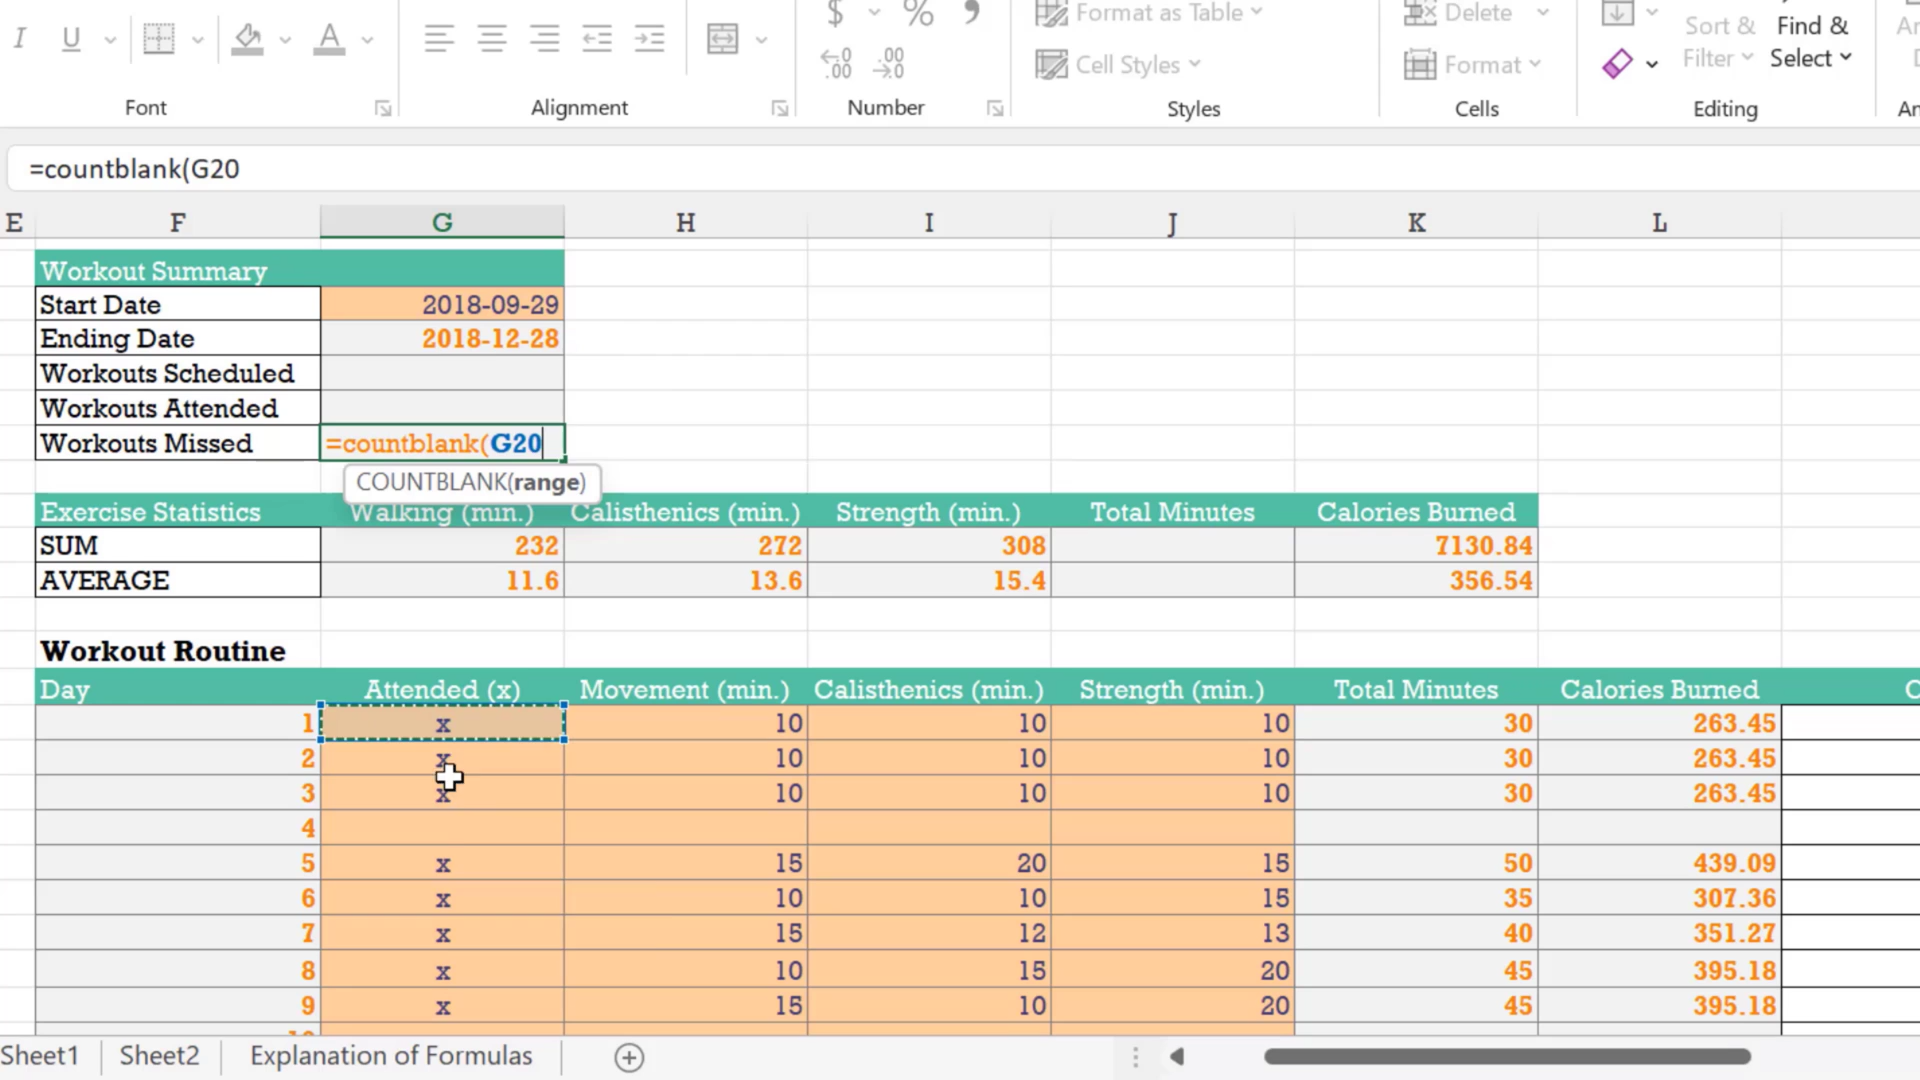 I U A $ % Format as Table Delete Sort & Find &
Cell Styles Format Filter Select
Font Alignment Number Styles Cells Editing
=countblank(G20
E F G H I J K L
Workout Summary
Start Date 2018-09-29
Ending Date 2018-12-28
Workouts Scheduled
Workouts Attended
Workouts Missed =countblank(G20
COUNTBLANK(range)
Exercise Statistics Walking (min.) Calisthenics (min.) Strength (min.) Total Minutes Calories Burned
SUM 232 272 308 7130.84
AVERAGE 11.6 13.6 15.4 356.54
Workout Routine
Day Attended (x) Movement (min.) Calisthenics (min.) Strength (min.) Total Minutes Calories Burned
1 x 10 10 10 30 263.45
2 x 10 10 10 30 263.45
3 x 10 10 10 30 263.45
4
5 x 15 20 15 50 439.09
6 x 10 10 15 35 307.36
7 x 15 12 13 40 351.27
8 x 10 15 20 45 395.18
9 x 15 10 20 45 395.18
Sheet1 Sheet2 Explanation of Formulas